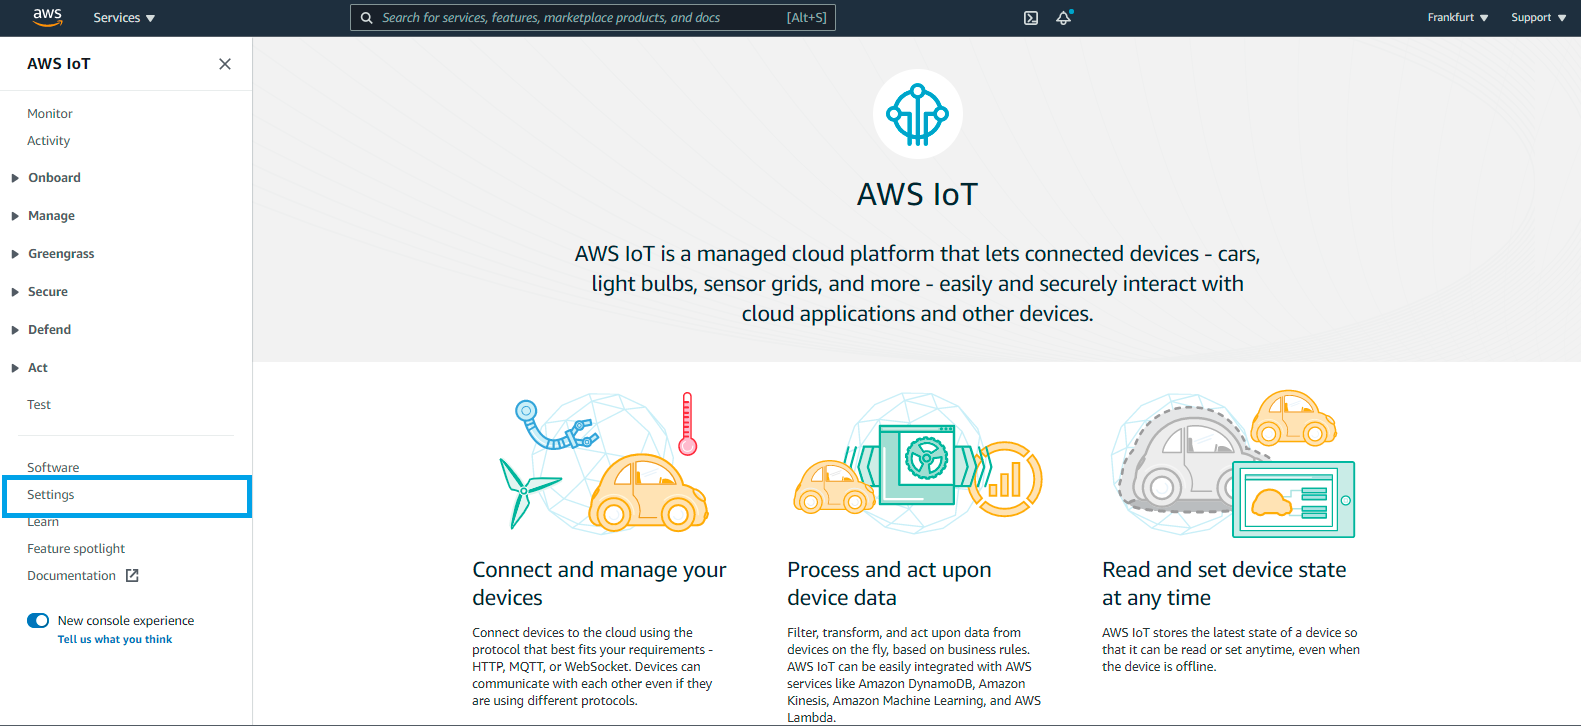 aws
Services
Search for services, features, marketplace products, and docs
[Alt+S]
Frankfurt
Support
AWS IoT
Monitor
Activity
Onboard
Manage
Greengrass
Secure
Defend
Act
Test
Software
Settings
Learn
Feature spotlight
Documentation
New console experience
Tell us what you think
AWS IoT
AWS IoT is a managed cloud platform that lets connected devices - cars,
light bulbs, sensor grids, and more - easily and securely interact with
cloud applications and other devices.
Connect and manage your
devices
Connect devices to the cloud using the
protocol that best fits your requirements -
HTTP, MQTT, or WebSocket. Devices can
communicate with each other even if they
are using different protocols.
Process and act upon
device data
Filter, transform, and act upon data from
devices on the fly, based on business rules.
AWS IoT can be easily integrated with AWS
services like Amazon DynamoDB, Amazon
Kinesis, Amazon Machine Learning, and AWS
Lambda.
Read and set device state
at any time
AWS IoT stores the latest state of a device so
that it can be read or set anytime, even when
the device is offline.